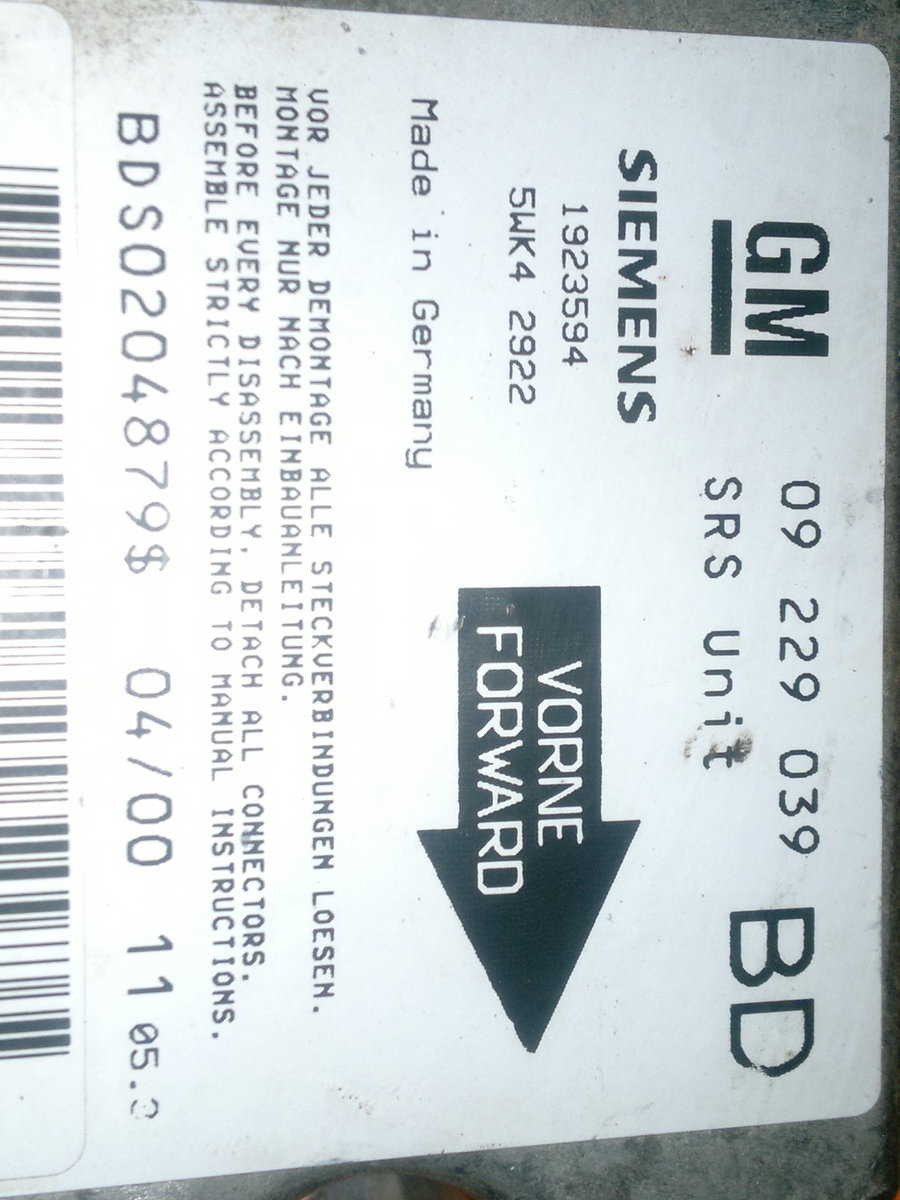 GM 09 229 039 BD
SRS Unit
SIEMENS
1923594
5WK4 2922
VORNE
FORWARD
Made in Germany
VOR JEDER DEMONTAGE ALLE STECKVERBINDUNGEN LOESEN.
MONTAGE NUR NACH EINBAUANLEITUNG.
BEFORE EVERY DISASSEMBLY, DETACH ALL CONNECTORS.
ASSEMBLE STRICTLY ACCORDING TO MANUAL INSTRUCTIONS.
BDS0204879$ 04/00 11